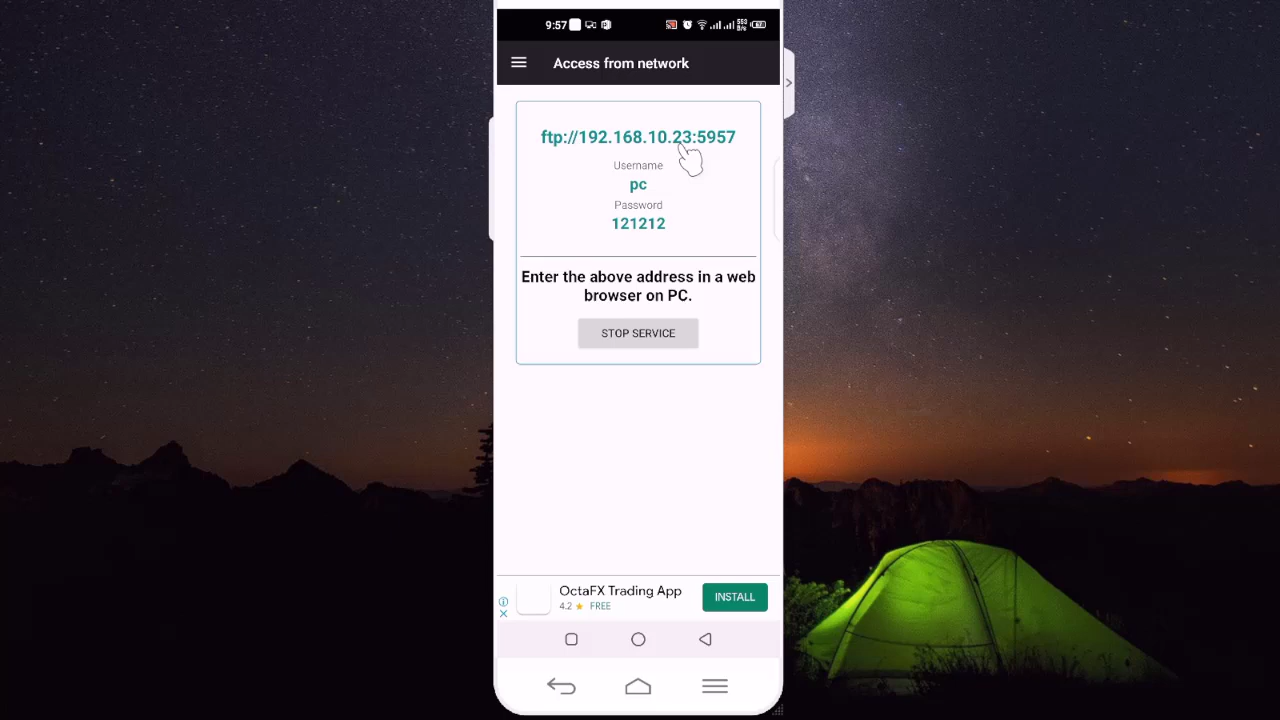 9:57
Access from network
ftp://192.168.10.23:5957
Username
pc
Password
121212
Enter the above address in a web
browser on PC.
STOP SERVICE
OctaFX Trading App
4.2 ★ FREE
INSTALL